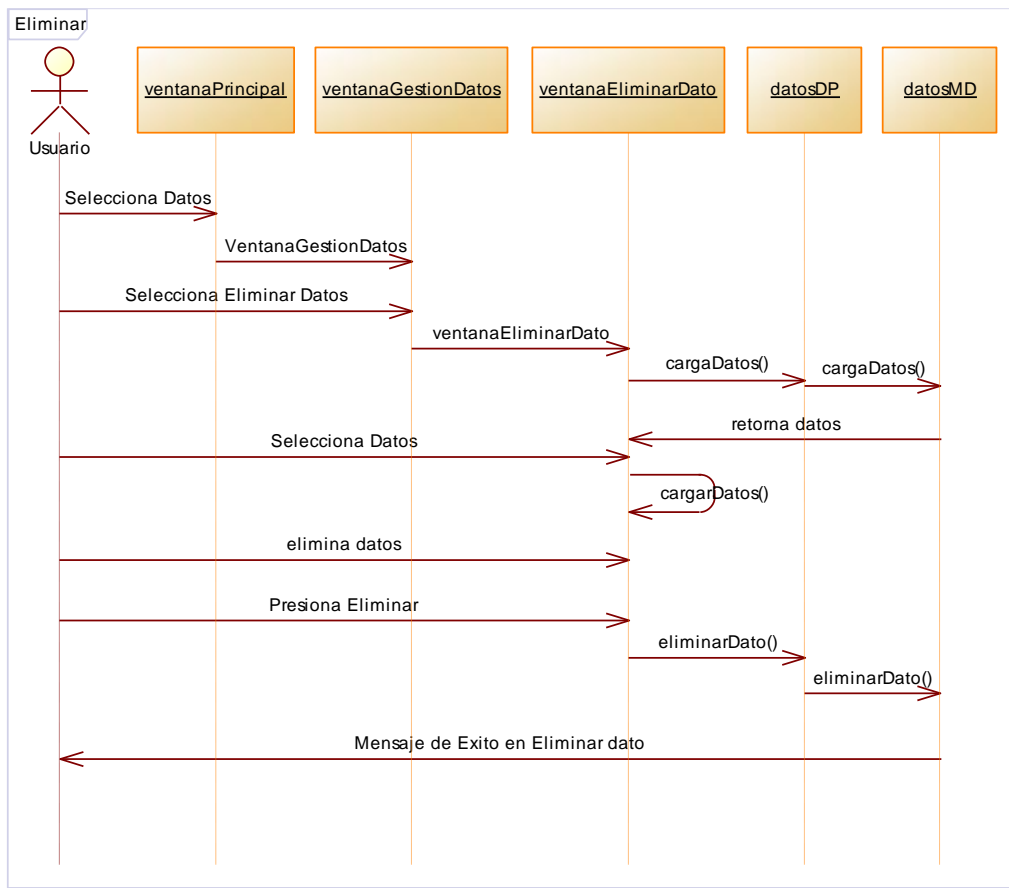 Eliminar
Usuario
ventanaPrincipal
ventanaGestionDatos
ventanaEliminarDato
datosDP
datosMD
Selecciona Datos
VentanaGestionDatos
Selecciona Eliminar Datos
ventanaEliminarDato
cargaDatos()
cargaDatos()
retorna datos
Selecciona Datos
cargarDatos()
elimina datos
Presiona Eliminar
eliminarDato()
eliminarDato()
Mensaje de Exito en Eliminar dato